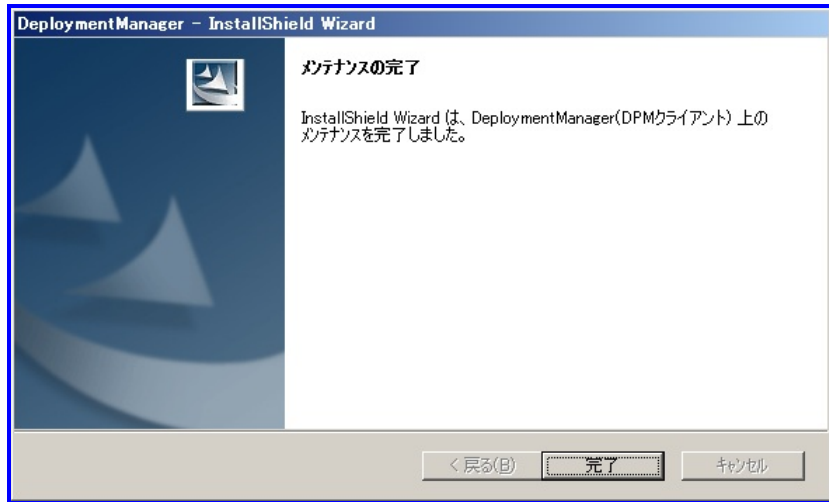 DeploymentManager - InstallShield Wizard
メンテナンスの完了
InstallShield Wizard は、DeploymentManager(DPMクライアント) 上の
メンテナンスを完了しました。
< 戻る(B)
完了
キャンセル